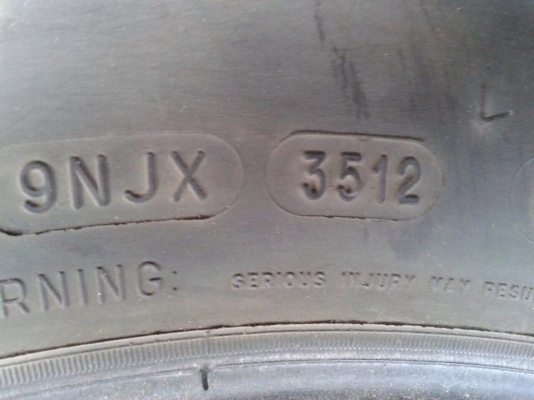 9NJX 3512
RNING: SERIOUS INJURY MAY RESU